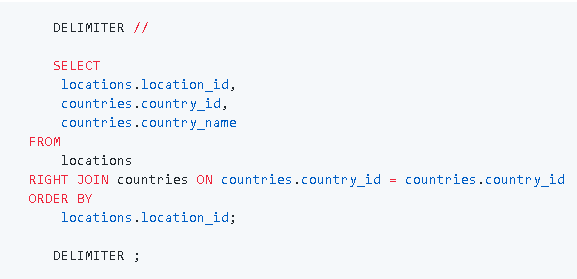 DELIMITER //
SELECT
locations.location_id,
countries.country_id,
countries.country_name
FROM
locations
RIGHT JOIN countries ON countries.country_id = countries.country_id
ORDER BY
locations.location_id;
DELIMITER ;